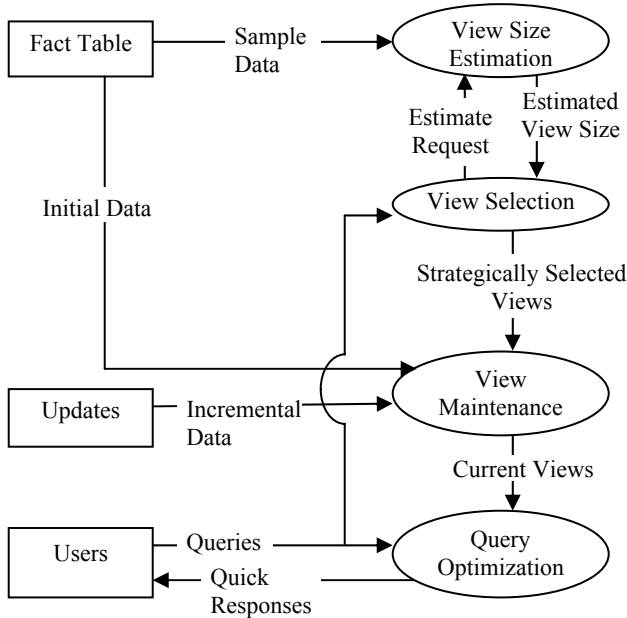 Fact Table
Sample
Data
View Size
Estimation
Estimate
Request
Estimated
View Size
Initial Data
View Selection
Strategically Selected
Views
Updates
Incremental
Data
View
Maintenance
Current Views
Users
Queries
Quick
Responses
Query
Optimization